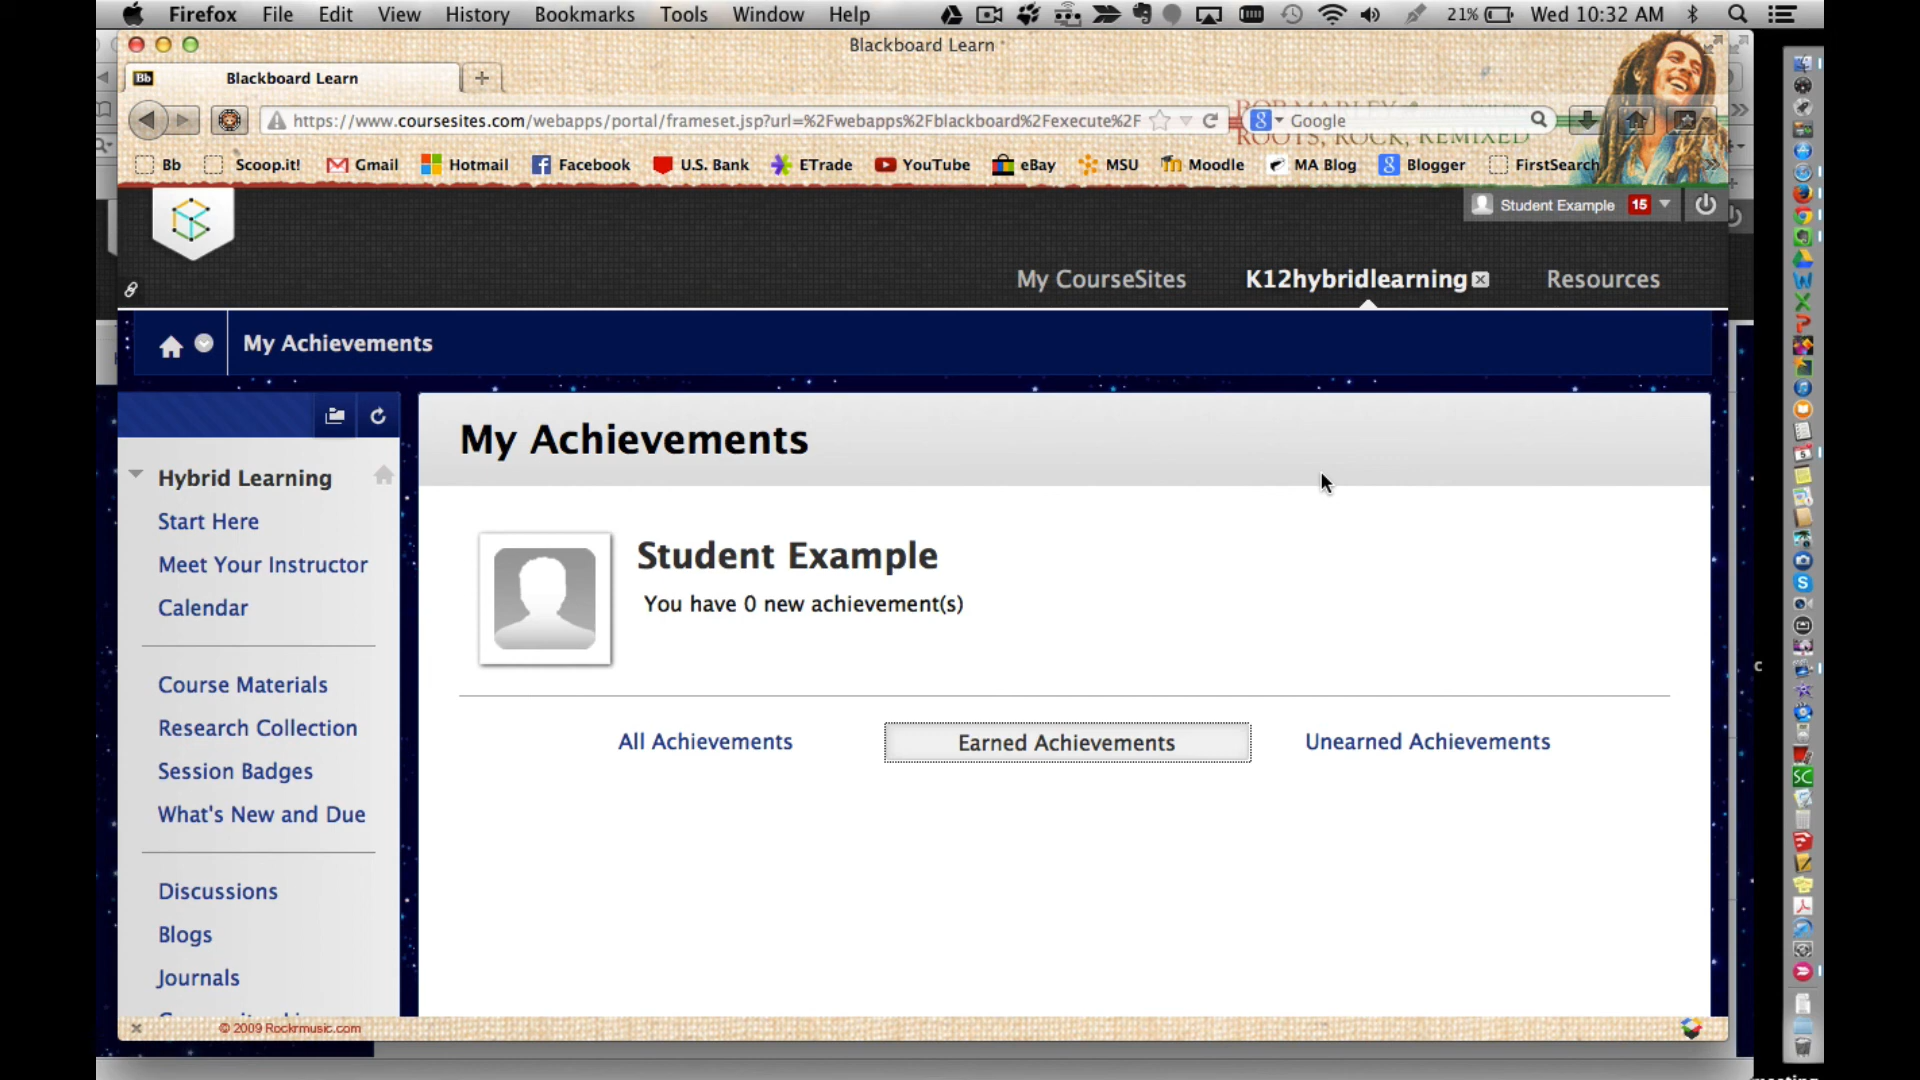 Firefox File Edit View History Bookmarks Tools Window Help 21% Wed 10:32 AM
Blackboard Learn
Bb Blackboard Learn
https://www.coursesites.com/webapps/portal/frameset.jsp?url=%2Fwebapps%2Fblackboard%2Fexecute%2F Google
ROOTS, ROCK, REMIXED
Bb Scoop.it! Gmail Hotmail Facebook U.S. Bank ETrade YouTube eBay MSU Moodle MA Blog Blogger FirstSearch
Student Example 15
My CourseSites K12hybridlearning Resources
My Achievements
My Achievements
Hybrid Learning
Start Here
Meet Your Instructor
Calendar
Course Materials
Research Collection
Session Badges
What's New and Due
Discussions
Blogs
Journals
Student Example
You have 0 new achievement(s)
All Achievements Earned Achievements Unearned Achievements
© 2009 Rockrmusic.com